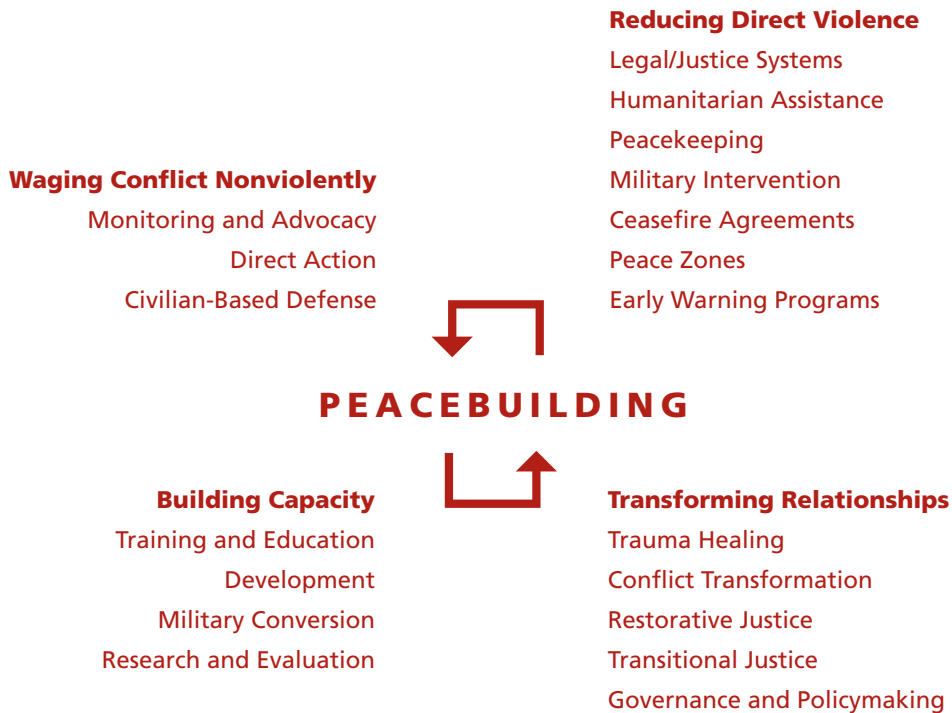 Waging Conflict Nonviolently
Monitoring and Advocacy
Direct Action
Civilian-Based Defense
Reducing Direct Violence
Legal/Justice Systems
Humanitarian Assistance
Peacekeeping
Military Intervention
Ceasefire Agreements
Peace Zones
Early Warning Programs
PEACEBUILDING
Building Capacity
Training and Education
Development
Military Conversion
Research and Evaluation
Transforming Relationships
Trauma Healing
Conflict Transformation
Restorative Justice
Transitional Justice
Governance and Policymaking